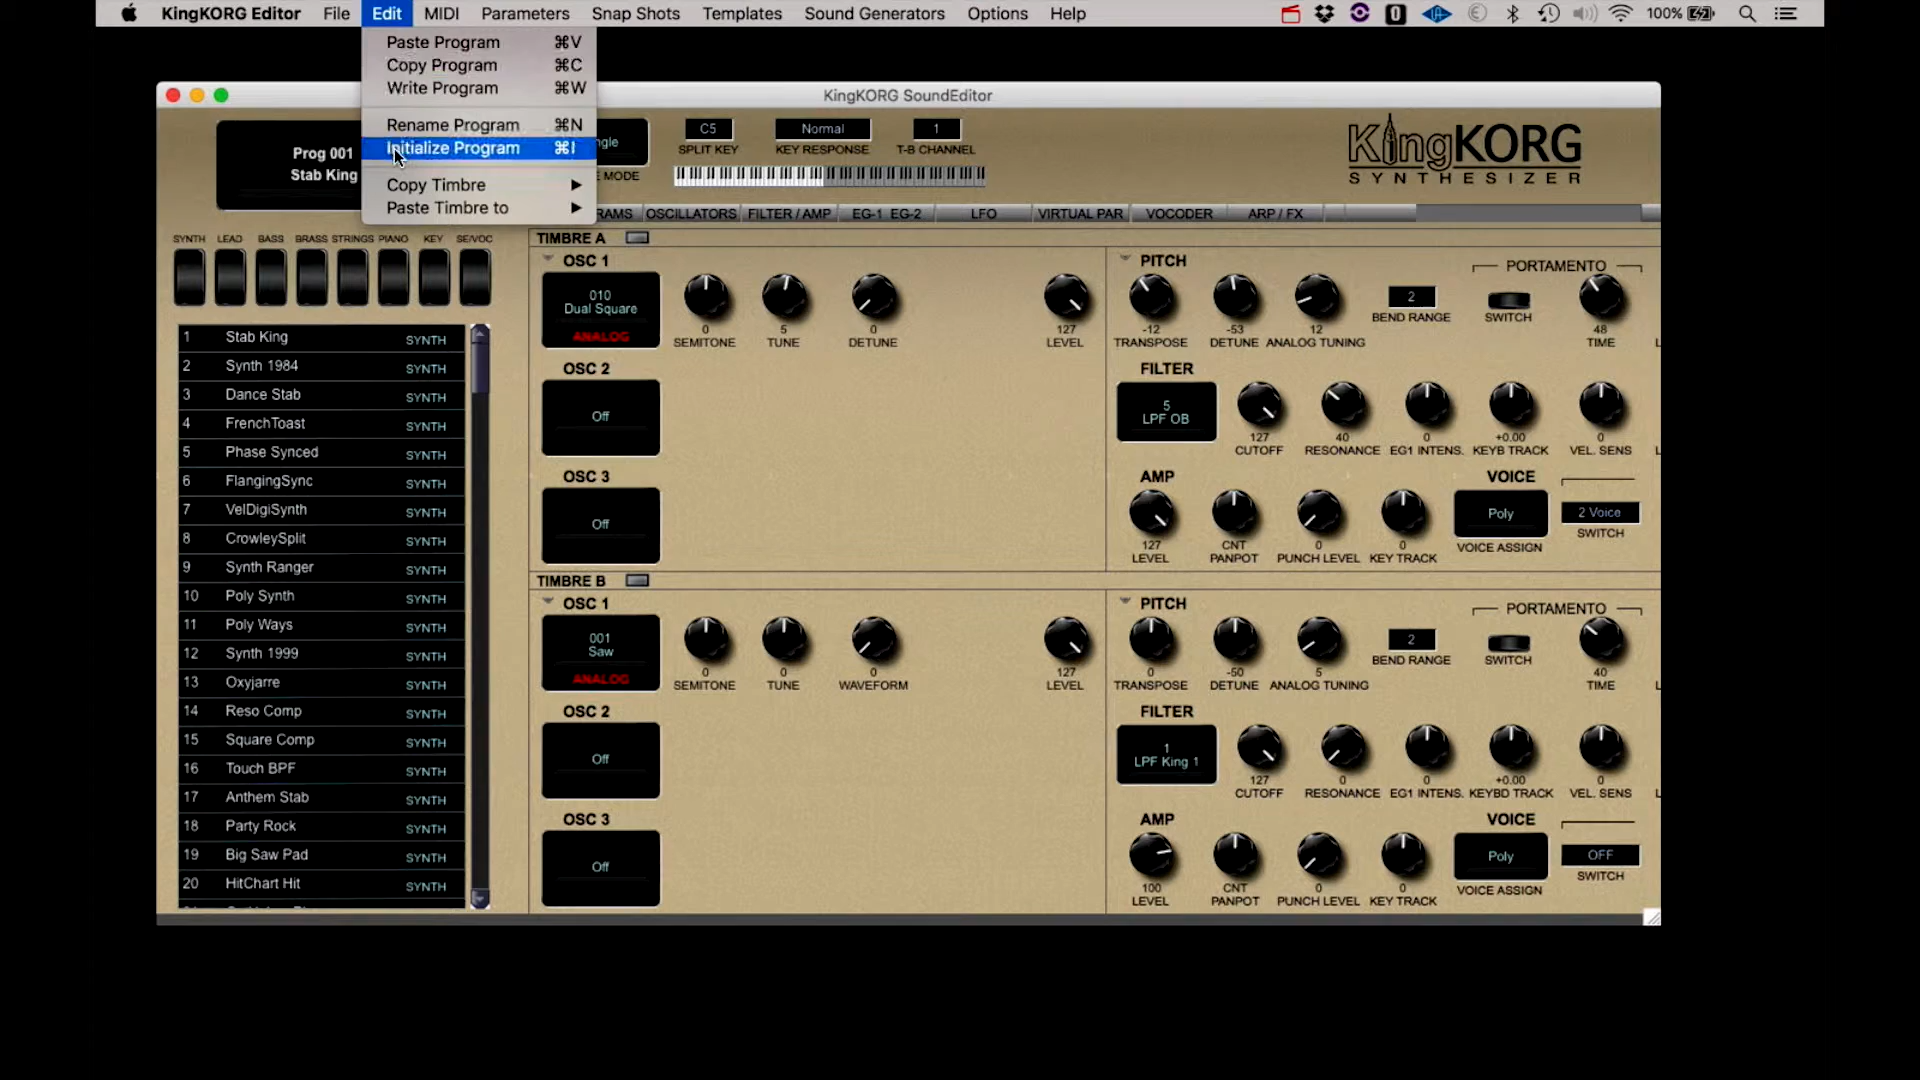 KingKORG Editor File Edit MIDI Parameters Snap Shots Templates Sound Generators Options Help 100%
Paste Program ⌘V
Copy Program ⌘C
Write Program ⌘W
Rename Program ⌘N
Initialize Program ⌘I
Copy Timbre
Paste Timbre to
KingKORG SoundEditor
Prog 001
Stab King
C5 Normal 1
SPLIT KEY KEY RESPONSE T-B CHANNEL
MODE
KingKORG
SYNTHESIZER
OSCILLATORS FILTER / AMP EG-1 EG-2 LFO VIRTUAL PAR VOCODER ARP / FX
SYNTH LEAD BASS BRASS STRINGS PIANO KEY SE/VOC
1 Stab King SYNTH
2 Synth 1984 SYNTH
3 Dance Stab SYNTH
4 FrenchToast SYNTH
5 Phase Synced SYNTH
6 FlangingSync SYNTH
7 VelDigiSynth SYNTH
8 CrowleySplit SYNTH
9 Synth Ranger SYNTH
10 Poly Synth SYNTH
11 Poly Ways SYNTH
12 Synth 1999 SYNTH
13 Oxyjarre SYNTH
14 Reso Comp SYNTH
15 Square Comp SYNTH
16 Touch BPF SYNTH
17 Anthem Stab SYNTH
18 Party Rock SYNTH
19 Big Saw Pad SYNTH
20 HitChart Hit SYNTH
TIMBRE A
OSC 1
010
Dual Square
ANALOG
0 5 0 127
SEMITONE TUNE DETUNE LEVEL
OSC 2
Off
OSC 3
Off
PITCH
-12 -53 12
TRANSPOSE DETUNE ANALOG TUNING
2
BEND RANGE
PORTAMENTO
SWITCH
48
TIME
FILTER
5
LPF OB
127 40 0 +0.00 0
CUTOFF RESONANCE EG1 INTENS. KEYB TRACK VEL. SENS
AMP
127 CNT 0 0
LEVEL PANPOT PUNCH LEVEL KEY TRACK
VOICE
Poly
VOICE ASSIGN
2 Voice
SWITCH
TIMBRE B
OSC 1
001
Saw
ANALOG
0 0 0 127
SEMITONE TUNE WAVEFORM LEVEL
OSC 2
Off
OSC 3
Off
PITCH
0 -50 5
TRANSPOSE DETUNE ANALOG TUNING
2
BEND RANGE
PORTAMENTO
SWITCH
40
TIME
FILTER
1
LPF King 1
127 0 0 +0.00 0
CUTOFF RESONANCE EG1 INTENS. KEYBD TRACK VEL. SENS
AMP
100 CNT 0 0
LEVEL PANPOT PUNCH LEVEL KEY TRACK
VOICE
Poly
VOICE ASSIGN
OFF
SWITCH